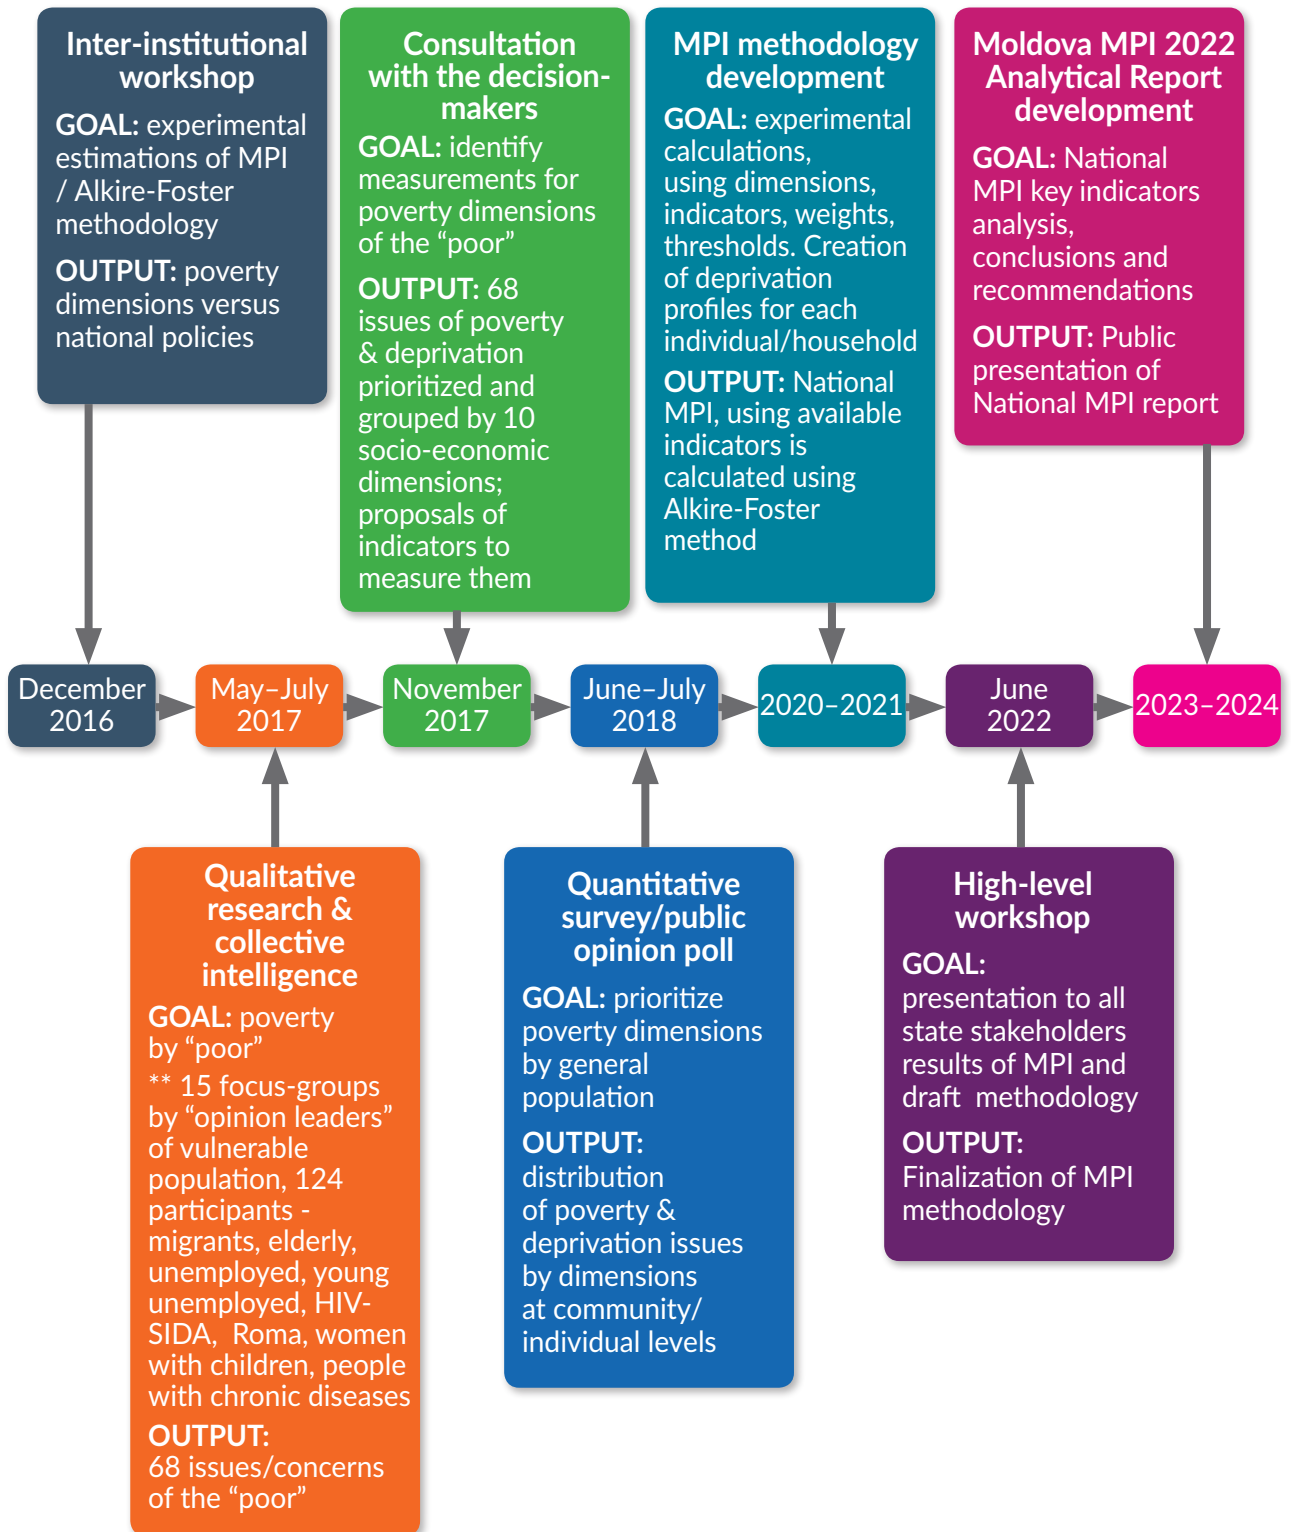 Inter-institutional
workshop
GOAL: experimental
estimations of MPI
/ Alkire-Foster
methodology
OUTPUT: poverty
dimensions versus
national policies
Consultation
with the decision-
makers
GOAL: identify
measurements for
poverty dimensions
of the “poor”
OUTPUT: 68
issues of poverty
& deprivation
prioritized and
grouped by 10
socio-economic
dimensions;
proposals of
indicators to
measure them
MPI methodology
development
GOAL: experimental
calculations,
using dimensions,
indicators, weights,
thresholds. Creation
of deprivation
profiles for each
individual/household
OUTPUT: National
MPI, using available
indicators is
calculated using
Alkire-Foster
method
Moldova MPI 2022
Analytical Report
development
GOAL: National
MPI key indicators
analysis,
conclusions and
recommendations
OUTPUT: Public
presentation of
National MPI report
December
2016
May–July
2017
November
2017
June–July
2018
2020–2021
June
2022
2023–2024
Qualitative
research &
collective
intelligence
GOAL: poverty
by “poor”
** 15 focus-groups
by “opinion leaders”
of vulnerable
population, 124
participants -
migrants, elderly,
unemployed, young
unemployed, HIV-
SIDA, Roma, women
with children, people
with chronic diseases
OUTPUT:
68 issues/concerns
of the “poor”
Quantitative
survey/public
opinion poll
GOAL: prioritize
poverty dimensions
by general
population
OUTPUT:
distribution
of poverty &
deprivation issues
by dimensions
at community/
individual levels
High-level
workshop
GOAL:
presentation to all
state stakeholders
results of MPI and
draft methodology
OUTPUT:
Finalization of MPI
methodology